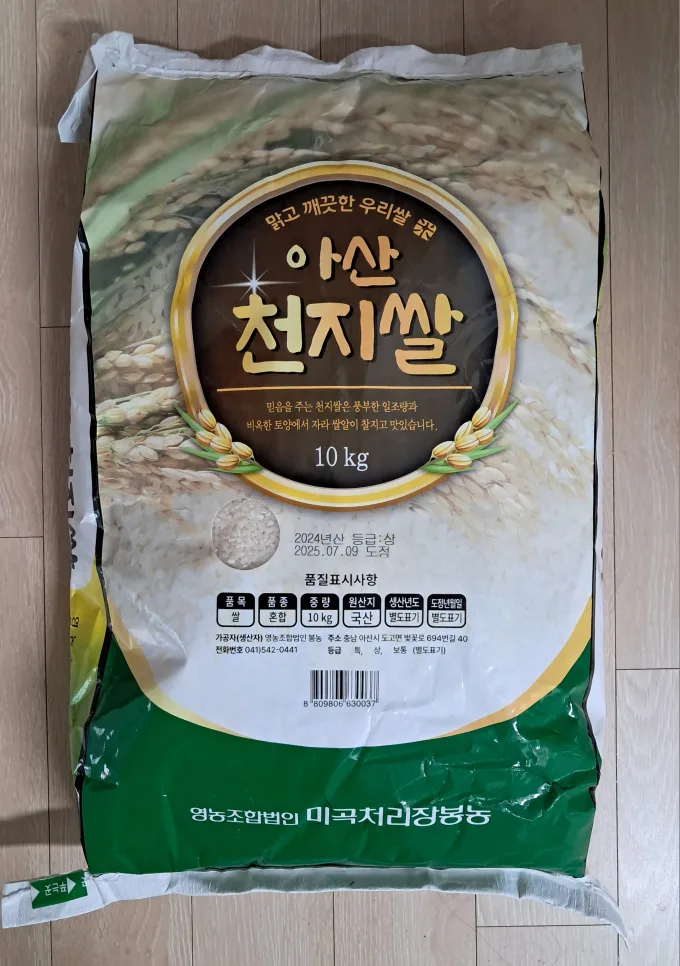 맑고 깨끗한 우리쌀
아산
천지쌀
믿음을 주는 천지쌀은 풍부한 일조량과
비옥한 토양에서 자라 쌀알이 찰지고 맛있습니다.
10 kg
2024년산 등급:상
2025.07.09 도정
품질표시사항
품 목 품 종 중 량 원산지 생산년도 도정년월일
쌀 혼합 10 kg 국산 별도표기 별도표기
가공자(생산자) 영농조합법인 봉농 주소 충남 아산시 도고면 벚꽃로 694번길 40
전화번호 041)542-0441 등급 특, 상, 보통 (별도표기)
8 809806 630037
영농조합법인 미곡처리장봉농
뜯는곳